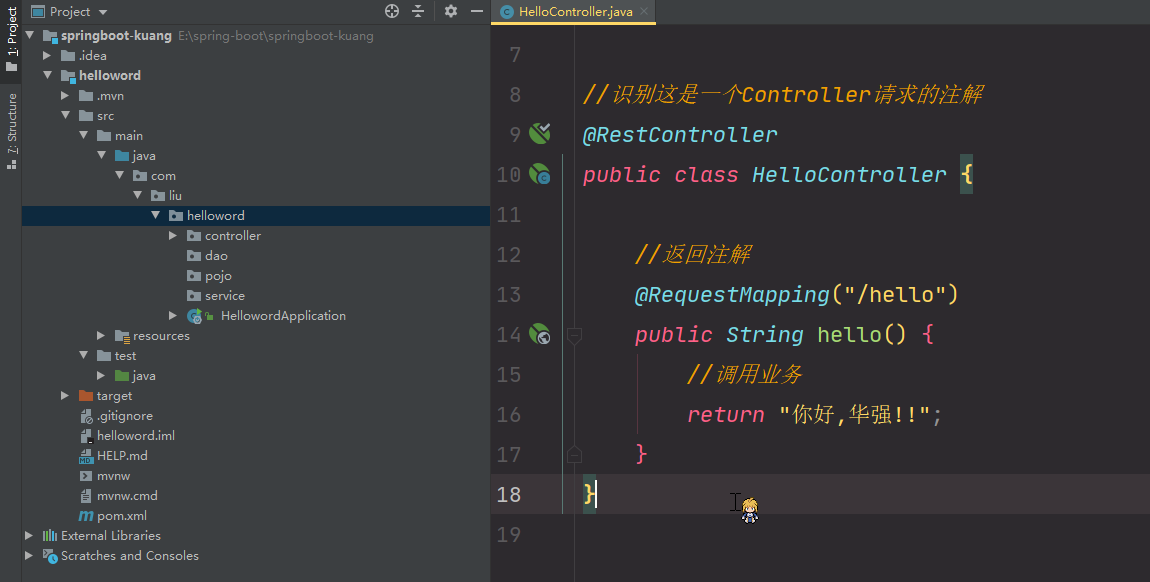 1: Project
7: Structure
Project
springboot-kuang E:\spring-boot\springboot-kuang
.idea
helloword
.mvn
src
main
java
com
liu
helloword
controller
dao
pojo
service
HellowordApplication
resources
test
java
target
.gitignore
helloword.iml
HELP.md
mvnw
mvnw.cmd
pom.xml
External Libraries
Scratches and Consoles
HelloController.java
7
8 //识别这是一个Controller请求的注解
9 @RestController
10 public class HelloController {
11
12 //返回注解
13 @RequestMapping("/hello")
14 public String hello() {
15 //调用业务
16 return "你好,华强!!";
17 }
18 }
19